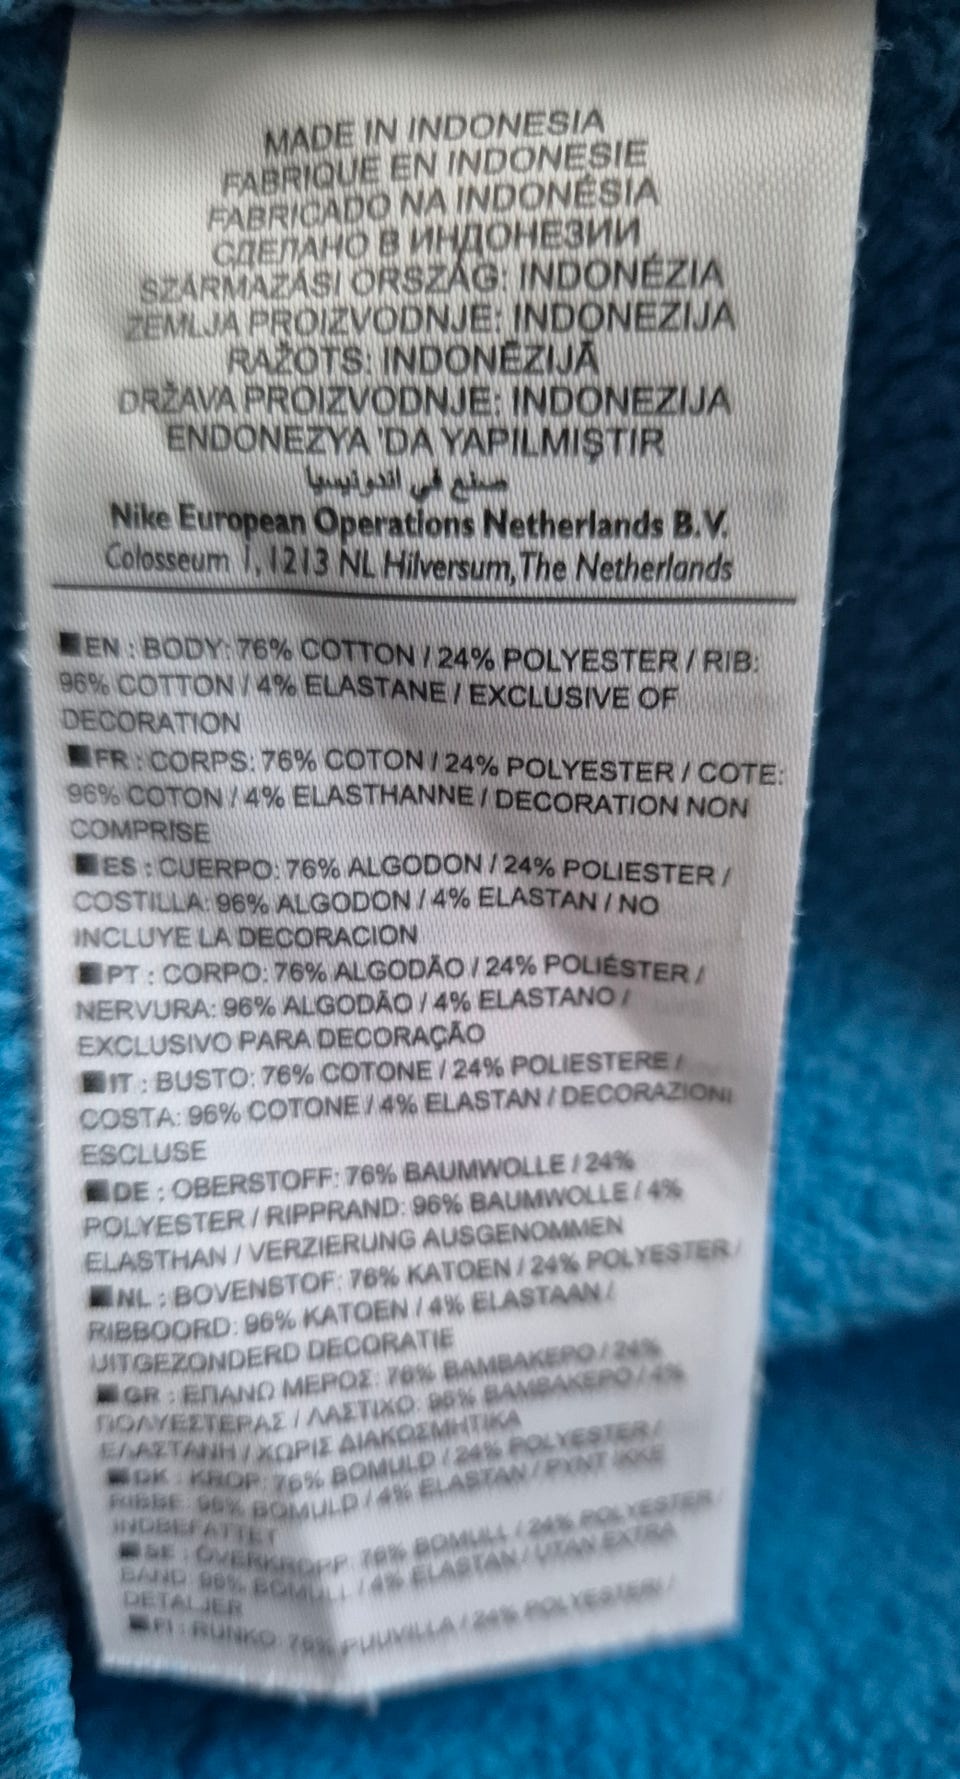 MADE IN INDONESIA
FABRIQUE EN INDONESIE
FABRICADO NA INDONÉSIA
СДЕЛАНО В ИНДОНЕЗИИ
SZÁRMAZÁSI ORSZÁG: INDONÉZIA
ZEMLJA PROIZVODNJE: INDONEZIJA
RAŽOTS: INDONĒZIJĀ
DRŽAVA PROIZVODNJE: INDONEZIJA
ENDONEZYA 'DA YAPILMIŞTIR
صنع في اندونيسيا
Nike European Operations Netherlands B.V.
Colosseum 1, 1213 NL Hilversum, The Netherlands
EN : BODY: 76% COTTON / 24% POLYESTER / RIB:
96% COTTON / 4% ELASTANE / EXCLUSIVE OF
DECORATION
FR : CORPS: 76% COTON / 24% POLYESTER / COTE:
96% COTON / 4% ELASTHANNE / DECORATION NON
COMPRISE
ES : CUERPO: 76% ALGODON / 24% POLIESTER /
COSTILLA: 96% ALGODON / 4% ELASTAN / NO
INCLUYE LA DECORACION
PT : CORPO: 76% ALGODÃO / 24% POLIÉSTER /
NERVURA: 96% ALGODÃO / 4% ELASTANO /
EXCLUSIVO PARA DECORAÇÃO
IT : BUSTO: 76% COTONE / 24% POLIESTERE /
COSTA: 96% COTONE / 4% ELASTAN / DECORAZIONI
ESCLUSE
DE : OBERSTOFF: 76% BAUMWOLLE / 24%
POLYESTER / RIPPRAND: 96% BAUMWOLLE / 4%
ELASTHAN / VERZIERUNG AUSGENOMMEN
NL : BOVENSTOF: 76% KATOEN / 24% POLYESTER /
RIBBOORD: 96% KATOEN / 4% ELASTAAN /
UITGEZONDERD DECORATIE
GR : ΕΠΑΝΩ ΜΕΡΟΣ: 76% ΒΑΜΒΑΚΕΡΟ / 24%
ΠΟΛΥΕΣΤΕΡΑΣ / ΛΑΣΤΙΧΟ: 96% ΒΑΜΒΑΚΕΡΟ / 4%
ΕΛΑΣΤΑΝΗ / ΧΩΡΙΣ ΔΙΑΚΟΣΜΗΤΙΚΑ
DK : KROP: 76% BOMULD / 24% POLYESTER /
RIBBE: 96% BOMULD / 4% ELASTAN / PYNT IKKE
INDBEFATTET
SE : ÖVERKROPP: 76% BOMULL / 24% POLYESTER /
BAND: 96% BOMULL / 4% ELASTAN / UTAN EXTRA
DETALJER
FI : RUNKO: 76% PUUVILLA / 24% POLYESTERI /